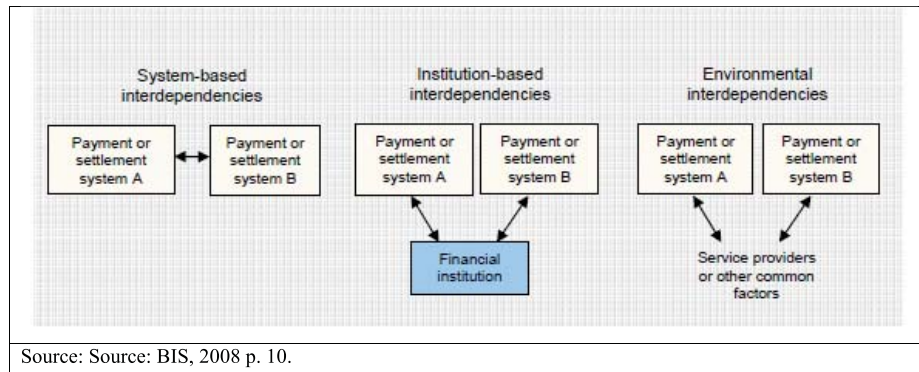 System-based
interdependencies
Payment or
settlement
system A
Payment or
settlement
system B
Institution-based
interdependencies
Payment or
settlement
system A
Payment or
settlement
system B
Financial
institution
Environmental
interdependencies
Payment or
settlement
system A
Payment or
settlement
system B
Service providers
or other common
factors
Source: Source: BIS, 2008 p. 10.